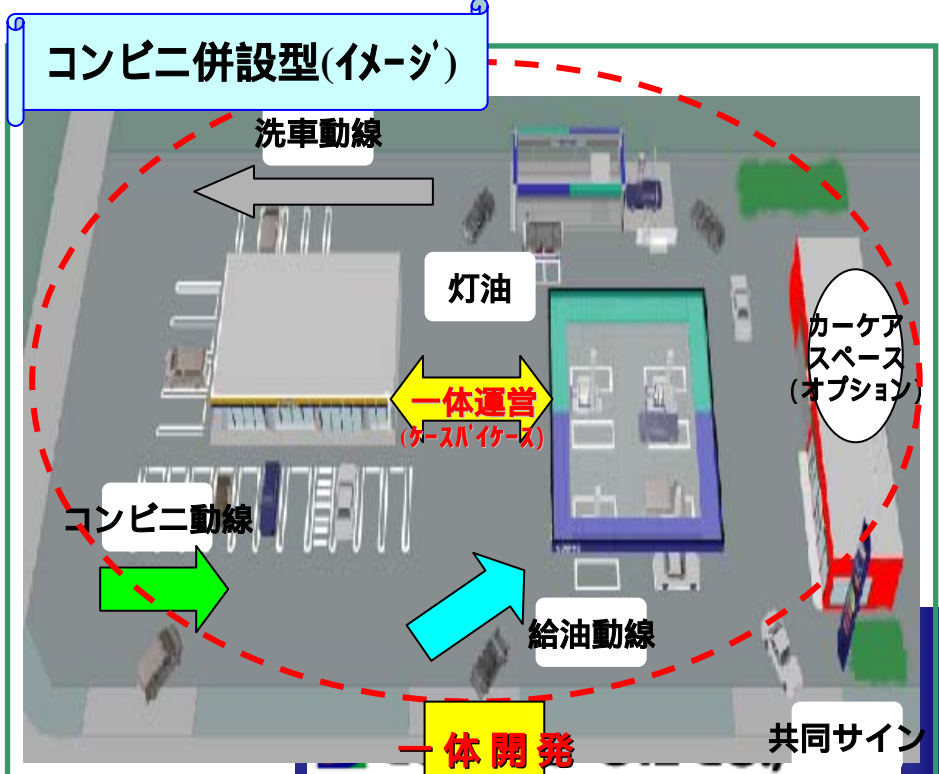 コンビニ併設型(ｲﾒｰｼﾞ)
洗車動線
灯油
カーケア
スペース
(オプション)
一体運営
(ｹｰｽﾊﾞｲｹｰｽ)
コンビニ動線
給油動線
共同サイン
一体開発